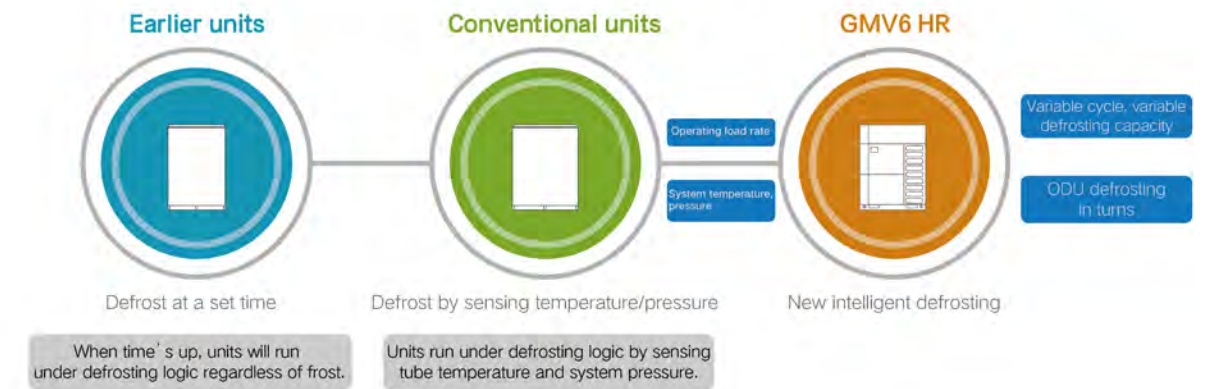 Earlier units
Conventional units
GMV6 HR
Operating load rate
System temperature,
pressure
Variable cycle, variable
defrosting capacity
ODU defrosting
in turns
Defrost at a set time
Defrost by sensing temperature/pressure
New intelligent defrosting
When time's up, units will run
under defrosting logic regardless of frost.
Units run under defrosting logic by sensing
tube temperature and system pressure.